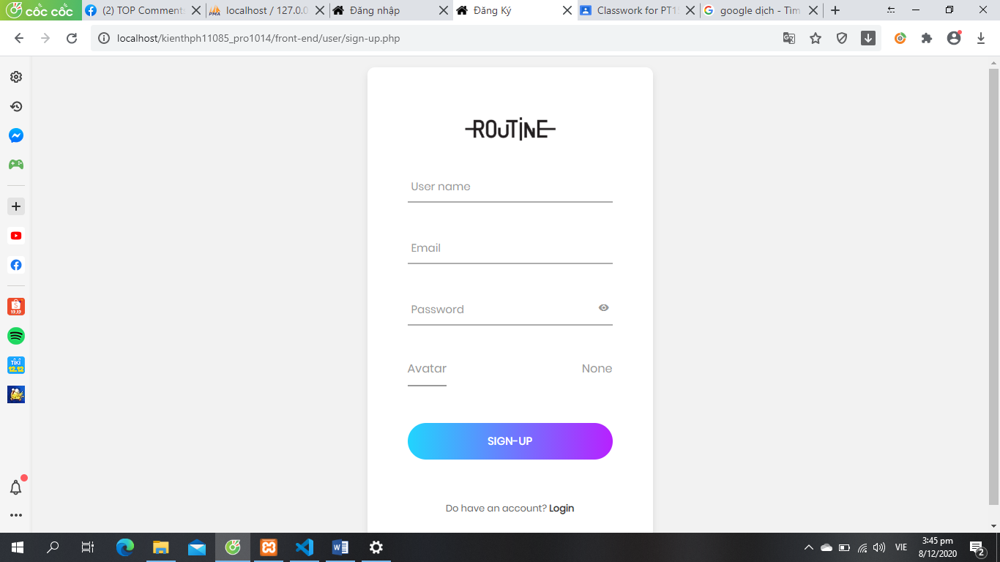 cốc cốc
(2) TOP Comments
localhost / 127.0.0
Đăng nhập
Đăng Ký
Classwork for PT15
google dịch - Tìm
localhost/kienthph11085_pro1014/front-end/user/sign-up.php
ROUTINE
User name
Email
Password
Avatar
None
SIGN-UP
Do have an account? Login
12.12
TIKI
12.12
VIE
3:45 pm
8/12/2020
2